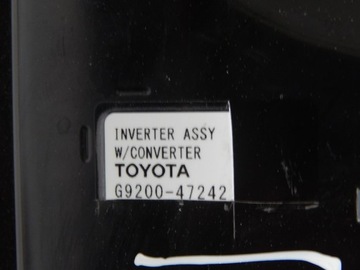 INVERTER ASSY
W/CONVERTER
TOYOTA
G9200-47242